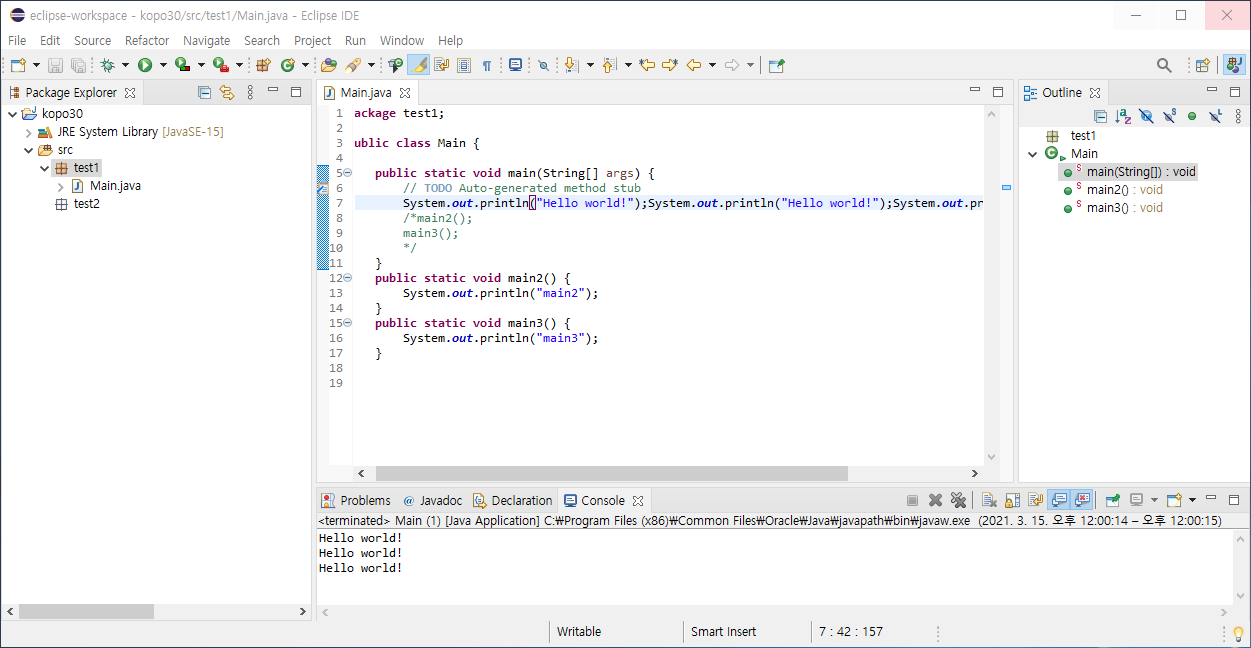 eclipse-workspace - kopo30/src/test1/Main.java - Eclipse IDE
File Edit Source Refactor Navigate Search Project Run Window Help
Package Explorer
kopo30
JRE System Library [JavaSE-15]
src
test1
Main.java
test2
Main.java
1 ackage test1;
2
3 ublic class Main {
4
5 public static void main(String[] args) {
6 // TODO Auto-generated method stub
7 System.out.println("Hello world!");System.out.println("Hello world!");System.out.pr
8 /*main2();
9 main3();
10 */
11 }
12 public static void main2() {
13 System.out.println("main2");
14 }
15 public static void main3() {
16 System.out.println("main3");
17 }
18
19
Outline
test1
Main
main(String[]) : void
main2() : void
main3() : void
Problems @ Javadoc Declaration Console
<terminated> Main (1) [Java Application] C:₩Program Files (x86)₩Common Files₩Oracle₩Java₩javapath₩bin₩javaw.exe (2021. 3. 15. 오후 12:00:14 – 오후 12:00:15)
Hello world!
Hello world!
Hello world!
Writable Smart Insert 7 : 42 : 157